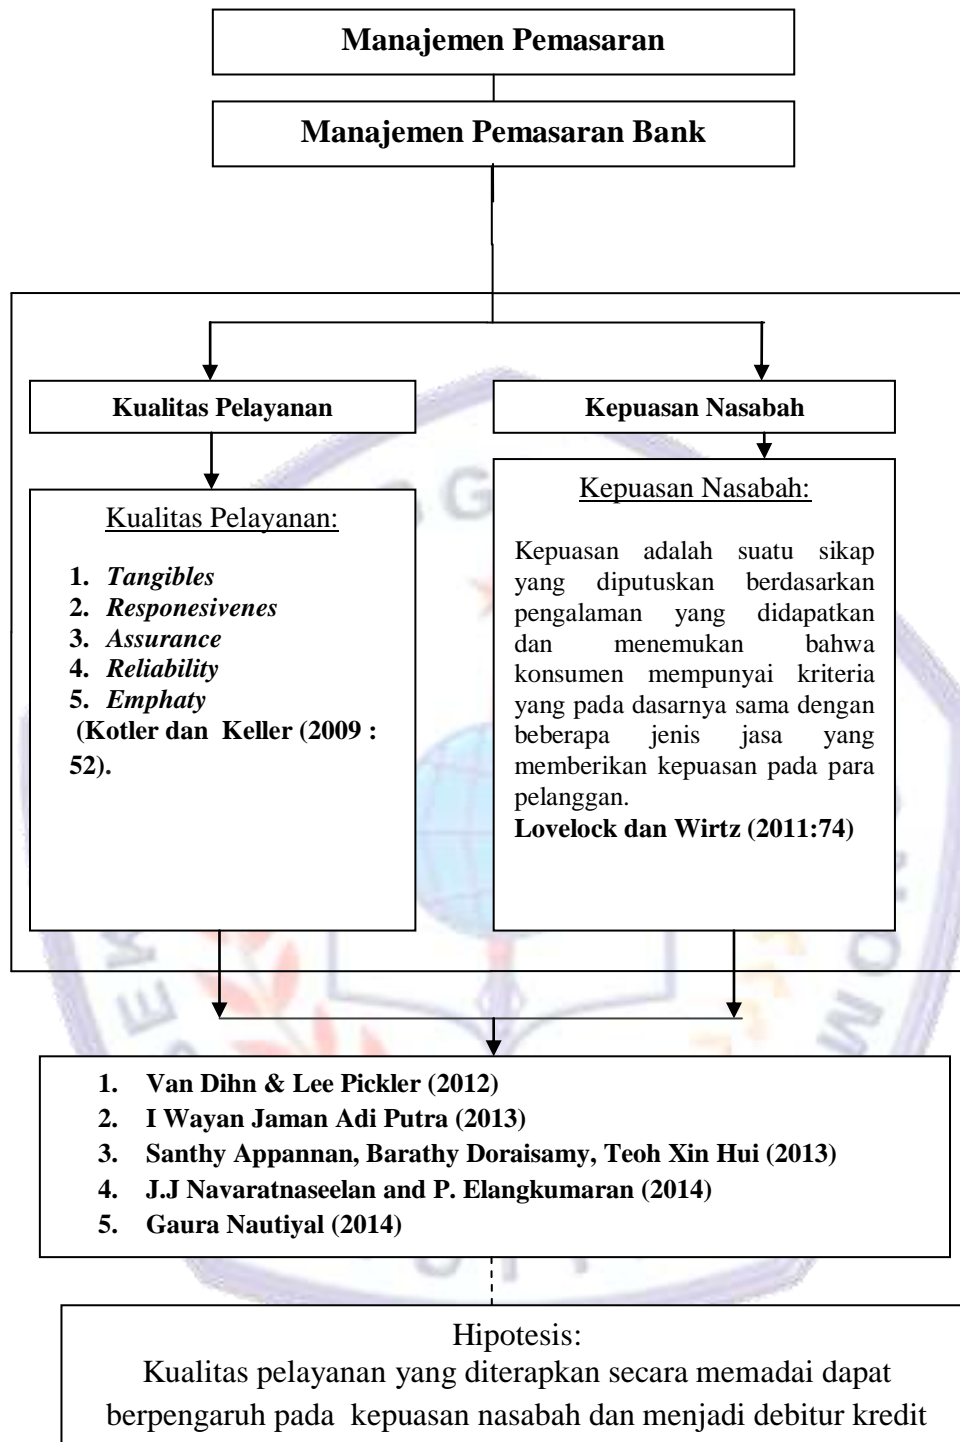 Manajemen Pemasaran
Manajemen Pemasaran Bank
Kualitas Pelayanan
Kepuasan Nasabah
Kualitas Pelayanan:
1. Tangibles
2. Responesivenes
3. Assurance
4. Reliability
5. Emphaty
(Kotler dan Keller (2009 :
52).
Kepuasan Nasabah:
Kepuasan adalah suatu sikap
yang diputuskan berdasarkan
pengalaman yang didapatkan
dan menemukan bahwa
konsumen mempunyai kriteria
yang pada dasarnya sama dengan
beberapa jenis jasa yang
memberikan kepuasan pada para
pelanggan.
Lovelock dan Wirtz (2011:74)
1. Van Dihn & Lee Pickler (2012)
2. I Wayan Jaman Adi Putra (2013)
3. Santhy Appannan, Barathy Doraisamy, Teoh Xin Hui (2013)
4. J.J Navaratnaseelan and P. Elangkumaran (2014)
5. Gaura Nautiyal (2014)
Hipotesis:
Kualitas pelayanan yang diterapkan secara memadai dapat
berpengaruh pada kepuasan nasabah dan menjadi debitur kredit